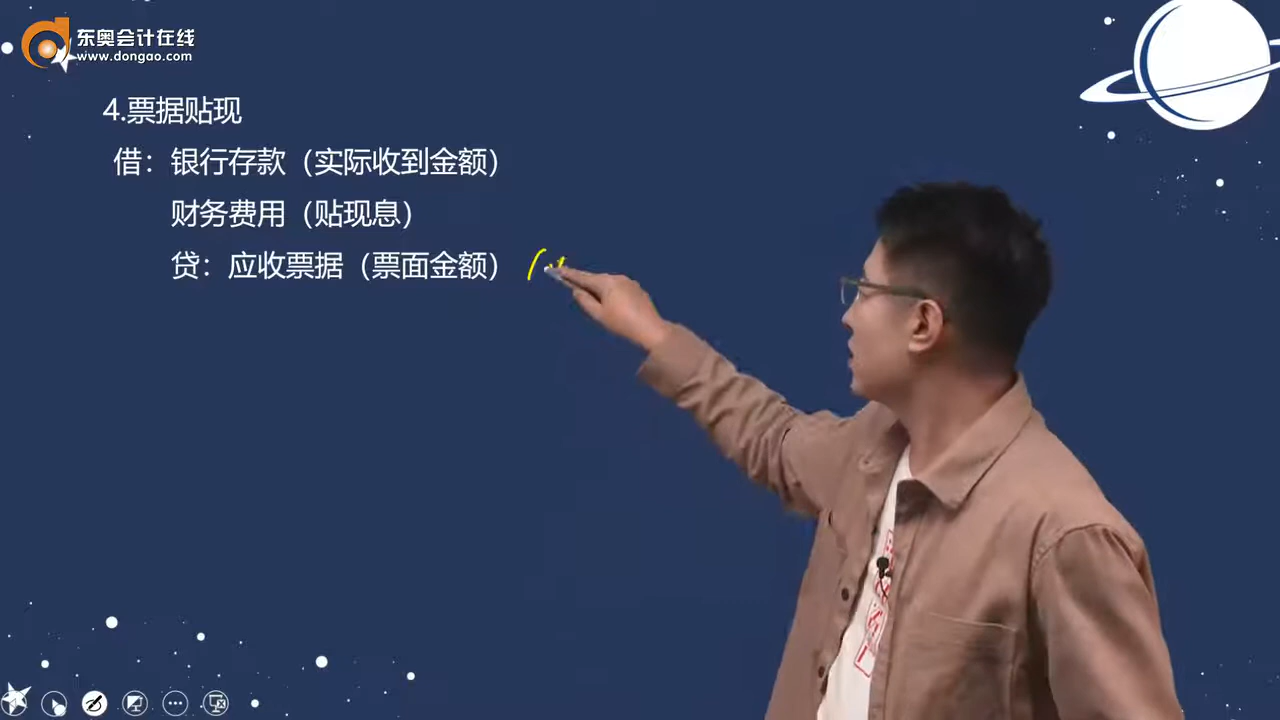 东奥会计在线
www.dongao.com
4.票据贴现
借：银行存款（实际收到金额）
财务费用（贴现息）
贷：应收票据（票面金额）